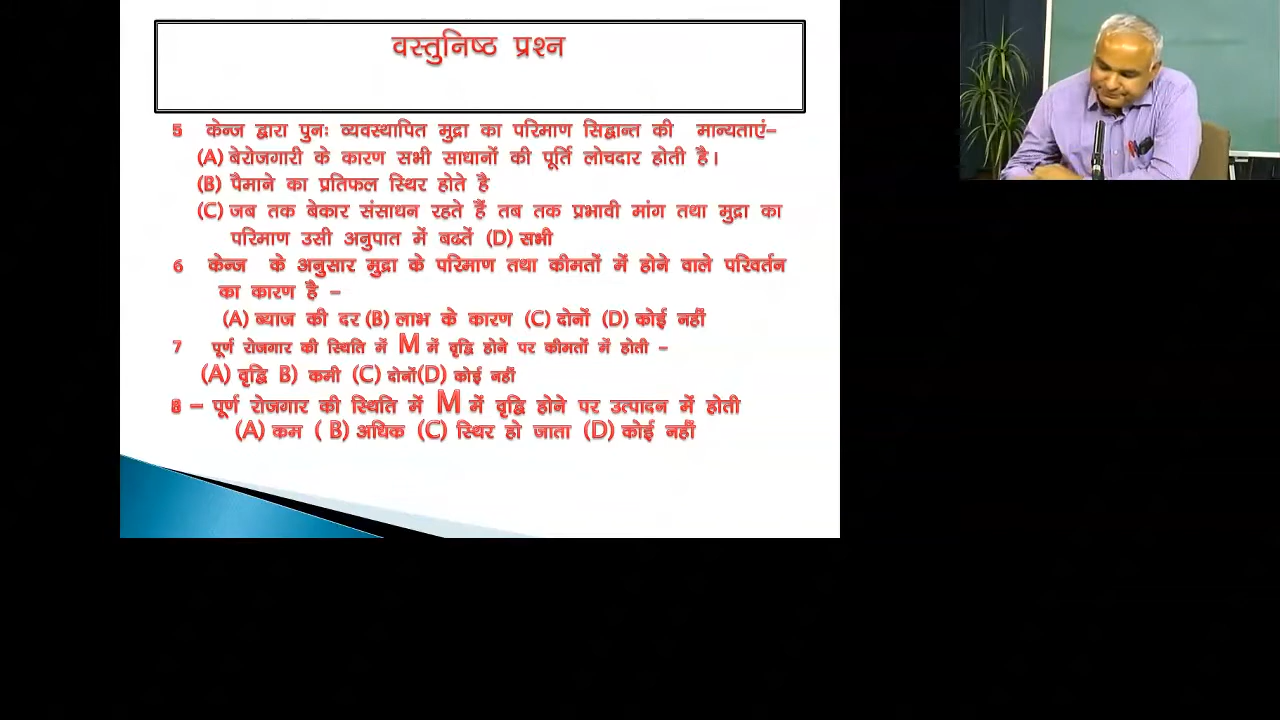 वस्तुनिष्ठ प्रश्न
5 केन्ज द्वारा पुनः व्यवस्थापित मुद्रा का परिमाण सिद्वान्त की मान्यताएं-
(A) बेरोजगारी के कारण सभी साधानों की पूर्ति लोचदार होती है।
(B) पैमाने का प्रतिफल स्थिर होते है
(C) जब तक बेकार संसाधन रहते हैं तब तक प्रभावी मांग तथा मुद्रा का
परिमाण उसी अनुपात में बढतें (D) सभी
6 केन्ज के अनुसार मुद्रा के परिमाण तथा कीमतों में होने वाले परिवर्तन
का कारण है -
(A) ब्याज की दर (B) लाभ के कारण (C) दोनों (D) कोई नहीं
7 पूर्ण रोजगार की स्थिति में M में वृद्वि होने पर कीमतों में होती -
(A) वृद्वि B) कमी (C) दोनों(D) कोई नहीं
8 - पूर्ण रोजगार की स्थिति में M में वृद्वि होने पर उत्पादन में होती
(A) कम ( B) अधिक (C) स्थिर हो जाता (D) कोई नहीं